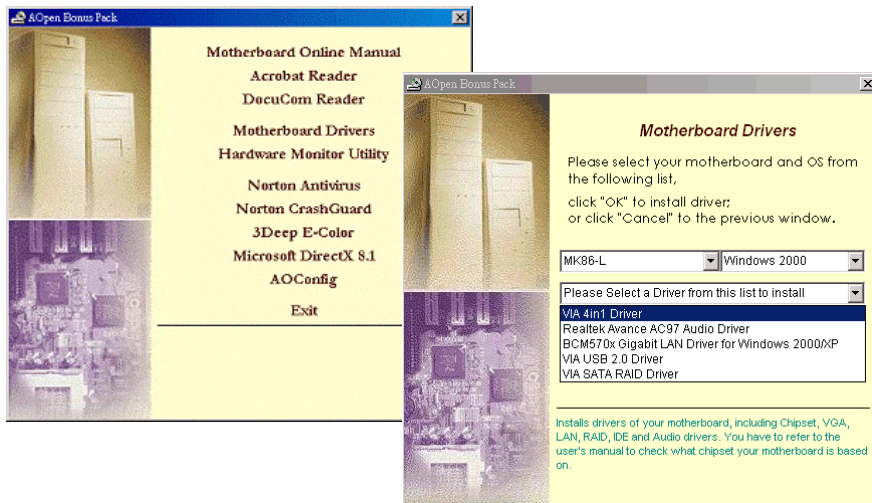 AOpen Bonus Pack
Motherboard Online Manual
Acrobat Reader
DocuCom Reader
Motherboard Drivers
Hardware Monitor Utility
Norton Antivirus
Norton CrashGuard
3Deep E-Color
Microsoft DirectX 8.1
AOConfig
Exit
AOpen Bonus Pack
Motherboard Drivers
Please select your motherboard and OS from
the following list,
click "OK" to install driver;
or click "Cancel" to the previous window.
MK86-L
Windows 2000
Please Select a Driver from this list to install
VIA 4in1 Driver
Realtek Avance AC97 Audio Driver
BCM570x Gigabit LAN Driver for Windows 2000/XP
VIA USB 2.0 Driver
VIA SATA RAID Driver
Installs drivers of your motherboard, including Chipset, VGA,
LAN, RAID, IDE and Audio drivers. You have to refer to the
user's manual to check what chipset your motherboard is based
on.